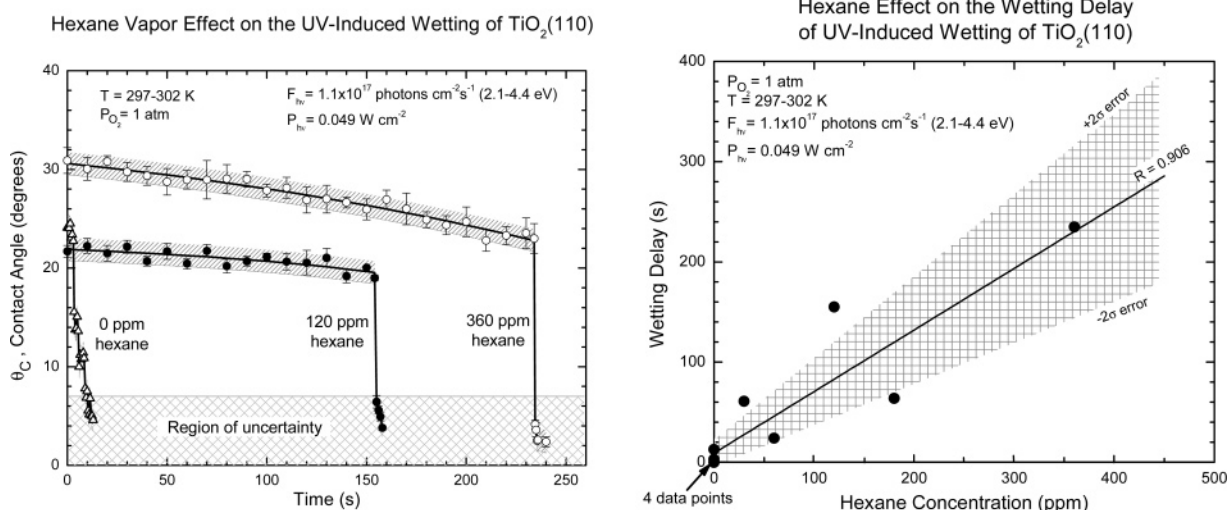 Hexane Vapor Effect on the UV-Induced Wetting of TiO2(110)
40
30
20
10
0
T = 297-302 K
PO2= 1 atm
Fhν= 1.1x10^17 photons cm^-2s^-1 (2.1-4.4 eV)
Phν= 0.049 W cm^-2
0 ppm
hexane
120 ppm
hexane
360 ppm
hexane
Region of uncertainty
θC , Contact Angle (degrees)
0 50 100 150 200 250
Time (s)
Hexane Effect on the Wetting Delay
of UV-Induced Wetting of TiO2(110)
400
300
200
100
0
PO2= 1 atm
T = 297-302 K
Fhν= 1.1x10^17 photons cm^-2s^-1 (2.1-4.4 eV)
Phν= 0.049 W cm^-2
+2σ error
R = 0.906
-2σ error
Wetting Delay (s)
0 100 200 300 400 500
4 data points
Hexane Concentration (ppm)